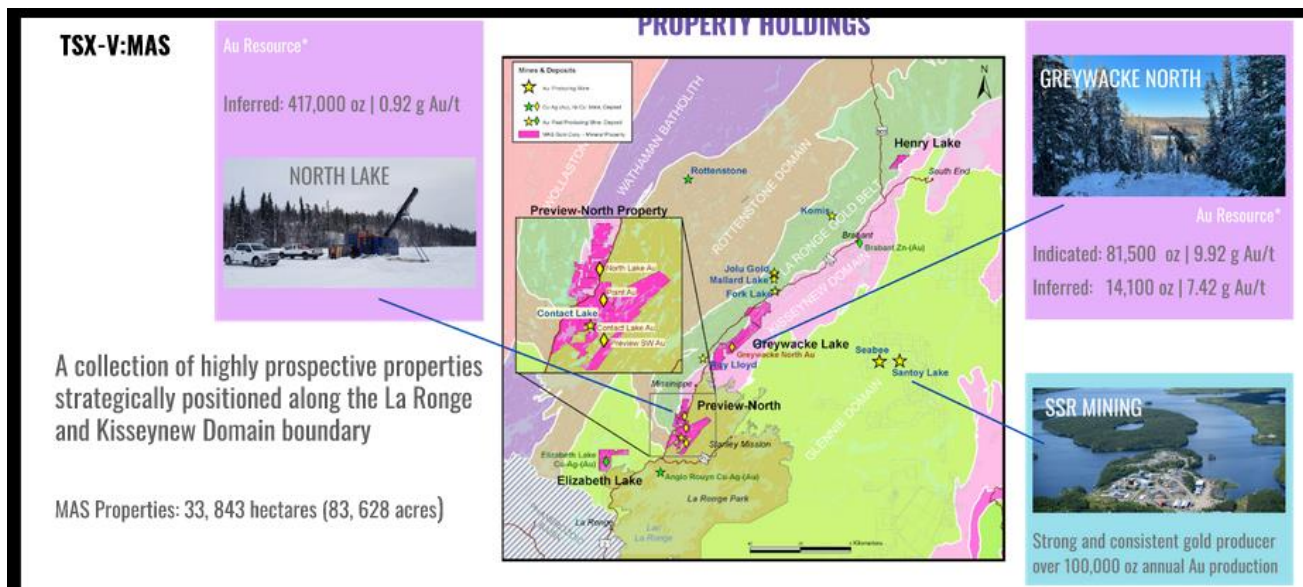 PROPERTY HOLDINGS
TSX-V:MAS
Au Resource*
Inferred: 417,000 oz | 0.92 g Au/t
NORTH LAKE
A collection of highly prospective properties
strategically positioned along the La Ronge
and Kisseynew Domain boundary
MAS Properties: 33, 843 hectares (83, 628 acres)
Mines & Deposits
Au Producing Mine
MAS Gold Corp - Mineral Property
N
WOLLASTON
WATHAMAN BATHOLITH
ROTTENSTONE DOMAIN
LA RONGE GOLD BELT
KISSEYNEW DOMAIN
GLENNIE DOMAIN
Henry Lake
South End
Rottenstone
Komis
Brabant
Brabant Zn-(Au)
Preview-North Property
North Lake Au
Point Au
Contact Lake
Contact Lake Au
Preview SW Au
Jolu Gold
Mallard Lake
Fork Lake
Greywacke Lake
Greywacke North Au
Lloyd
Missinippe
Seabee
Santoy Lake
Preview-North
Stanley Mission
Elizabeth Lake
Cu-Ag-(Au)
Elizabeth Lake
Anglo Rouyn Cu-Ag-(Au)
La Ronge Park
La Ronge
Lac
La Ronge
Kilometers
GREYWACKE NORTH
Au Resource*
Indicated: 81,500 oz | 9.92 g Au/t
Inferred: 14,100 oz | 7.42 g Au/t
SSR MINING
Strong and consistent gold producer
over 100,000 oz annual Au production